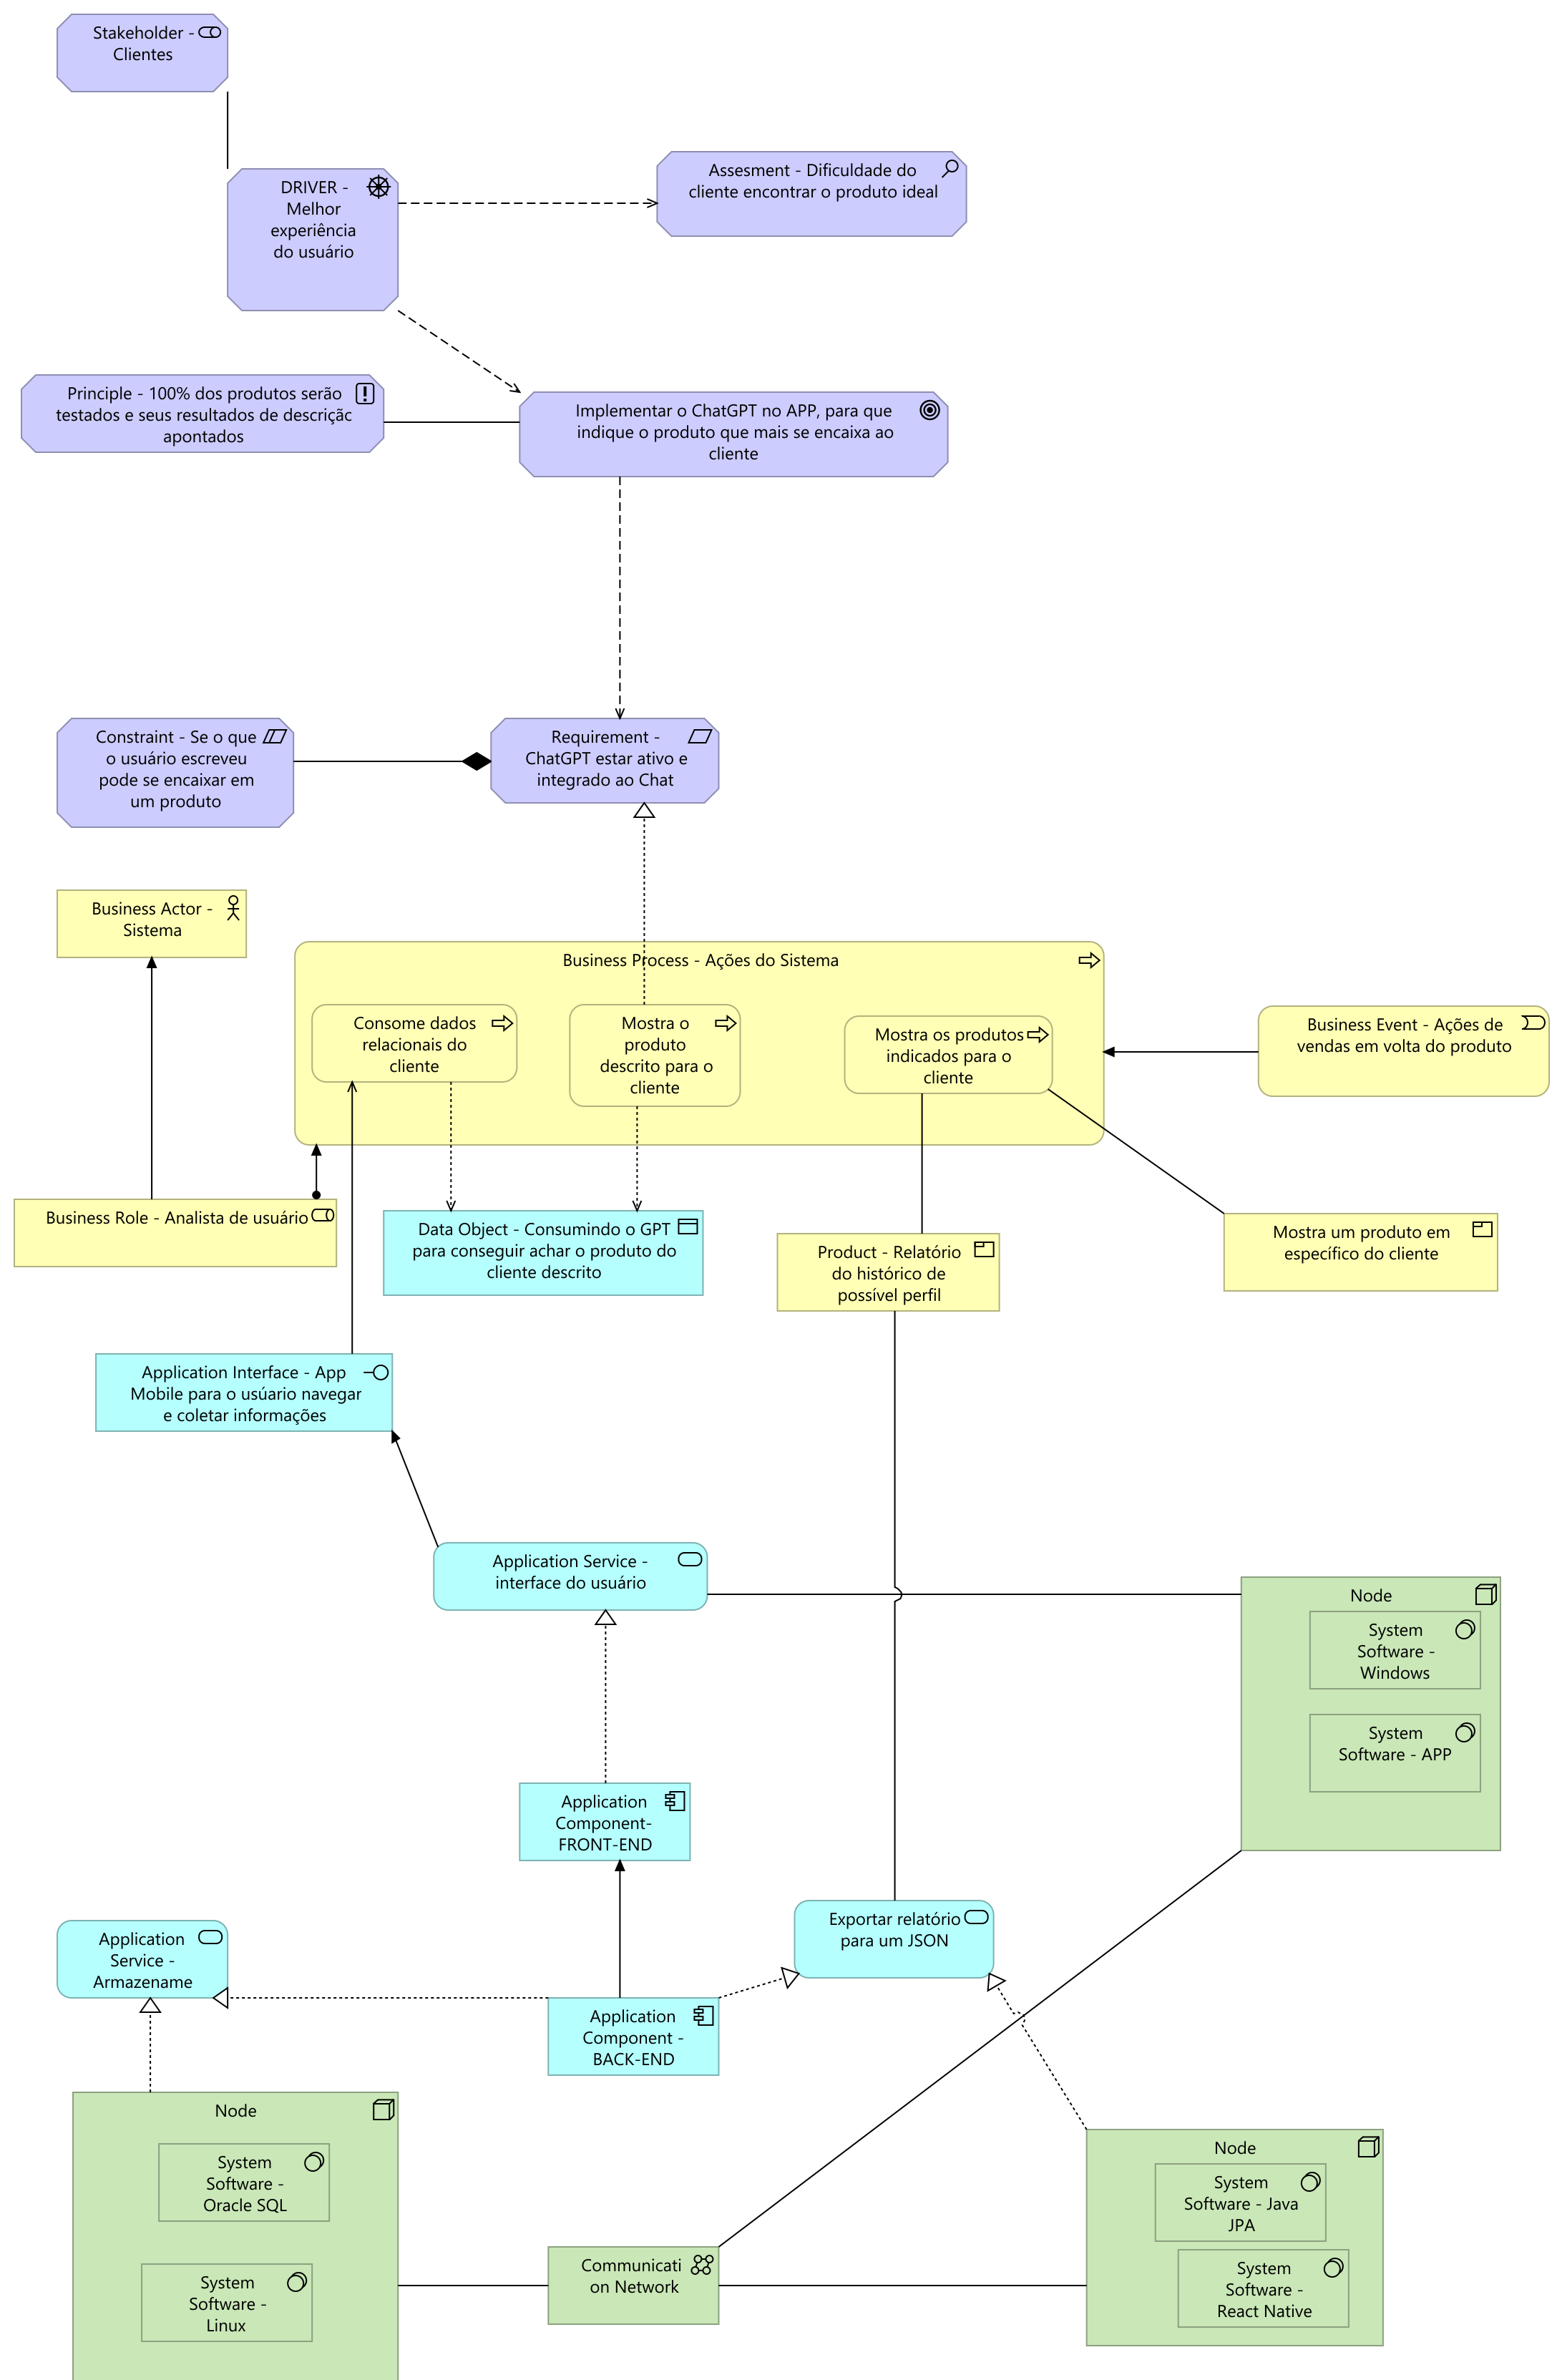 Stakeholder -
Clientes
DRIVER -
Melhor
experiência
do usuário
Assesment - Dificuldade do
cliente encontrar o produto ideal
Principle - 100% dos produtos serão
testados e seus resultados de descriçãc
apontados
Implementar o ChatGPT no APP, para que
indique o produto que mais se encaixa ao
cliente
Constraint - Se o que
o usuário escreveu
pode se encaixar em
um produto
Requirement -
ChatGPT estar ativo e
integrado ao Chat
Business Actor -
Sistema
Business Process - Ações do Sistema
Consome dados
relacionais do
cliente
Mostra o
produto
descrito para o
cliente
Mostra os produtos
indicados para o
cliente
Business Event - Ações de
vendas em volta do produto
Business Role - Analista de usuário
Data Object - Consumindo o GPT
para conseguir achar o produto do
cliente descrito
Product - Relatório
do histórico de
possível perfil
Mostra um produto em
específico do cliente
Application Interface - App
Mobile para o usúario navegar
e coletar informações
Application Service -
interface do usuário
Node
System
Software -
Windows
System
Software - APP
Application
Component-
FRONT-END
Application
Service -
Armazename
Exportar relatório
para um JSON
Application
Component -
BACK-END
Node
System
Software -
Oracle SQL
System
Software -
Linux
Communicati
on Network
Node
System
Software - Java
JPA
System
Software -
React Native